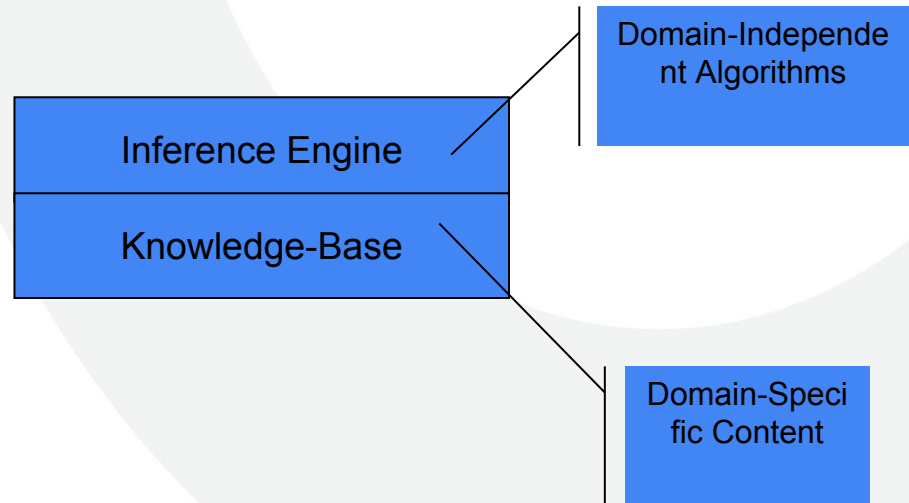 Domain-Independe
nt Algorithms
Inference Engine
Knowledge-Base
Domain-Speci
fic Content